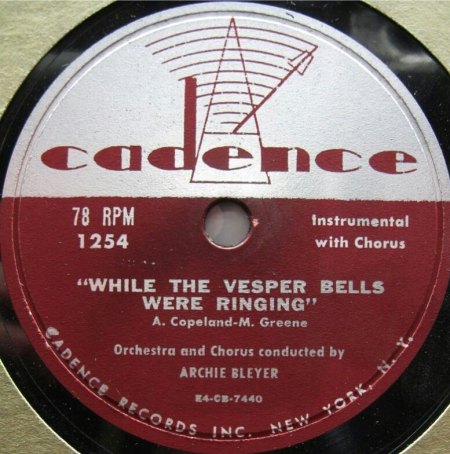 cadence
78 RPM
1254
Instrumental
with Chorus
"WHILE THE VESPER BELLS
WERE RINGING"
A. Copeland-M. Greene
Orchestra and Chorus conducted by
ARCHIE BLEYER
E4-CB-7440
CADENCE RECORDS INC. NEW YORK, N.Y.